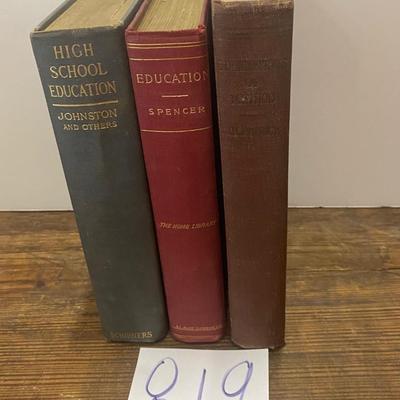 HIGH
SCHOOL
EDUCATION
JOHNSTON
AND OTHERS
SCRIBNERS
EDUCATION
SPENCER
THE HOME LIBRARY
819